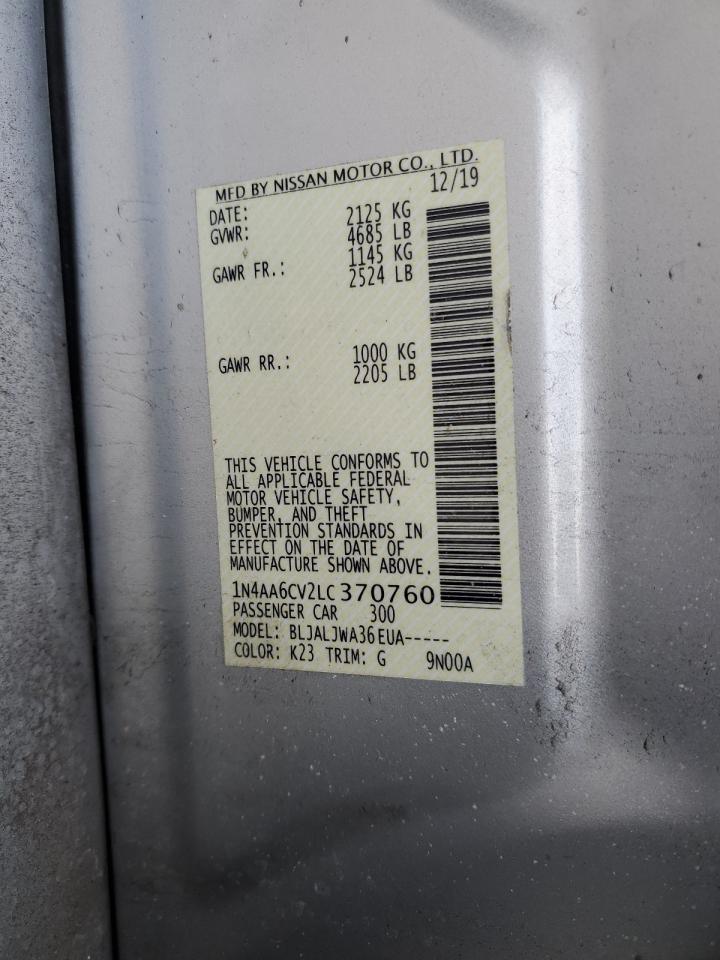 MFD BY NISSAN MOTOR CO., LTD.
DATE: 12/19
GVWR: 2125 KG
4685 LB
GAWR FR.: 1145 KG
2524 LB
GAWR RR.: 1000 KG
2205 LB
THIS VEHICLE CONFORMS TO
ALL APPLICABLE FEDERAL
MOTOR VEHICLE SAFETY,
BUMPER, AND THEFT
PREVENTION STANDARDS IN
EFFECT ON THE DATE OF
MANUFACTURE SHOWN ABOVE.
1N4AA6CV2LC370760
PASSENGER CAR 300
MODEL: BLJALJWA36EUA-----
COLOR: K23 TRIM: G 9N00A